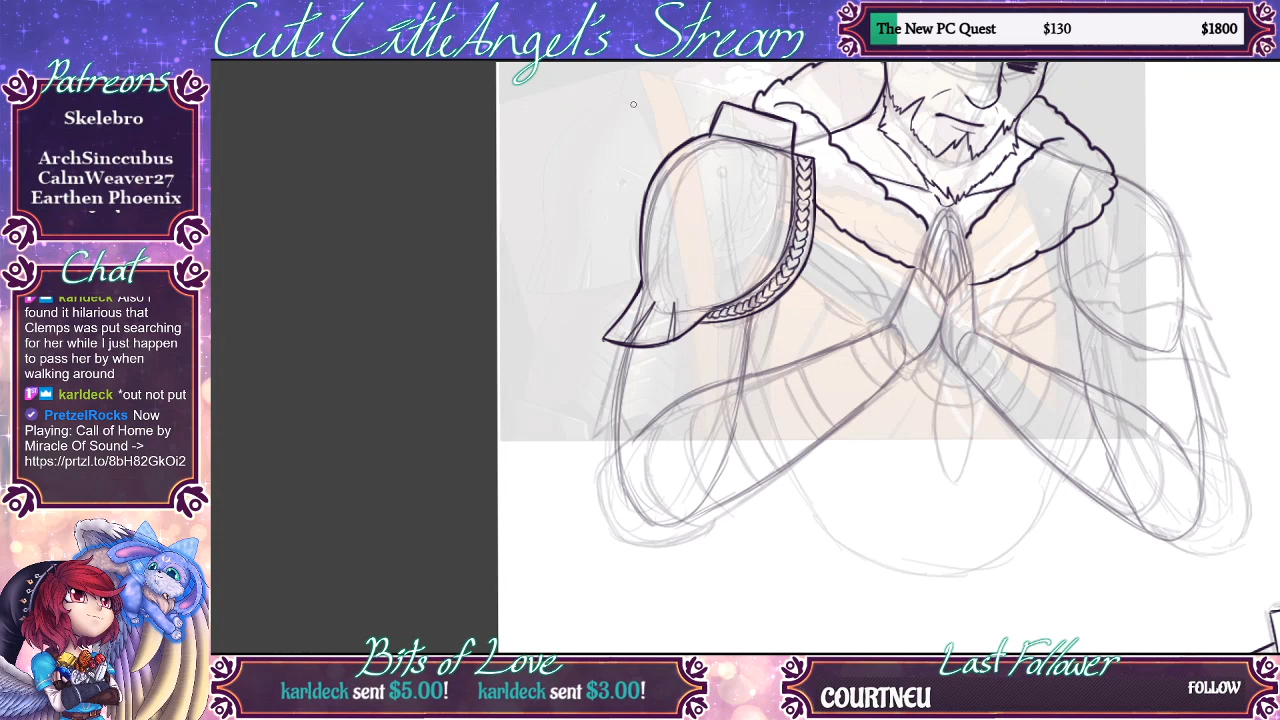 CuteLittleAngel's Stream
The New PC Quest $130 $1800
Patreons
Skelebro
ArchSinccubus
CalmWeaver27
Earthen Phoenix
Chat
karldeck Also I
found it hilarious that
Clemps was put searching
for her while I just happen
to pass her by when
walking around
karldeck *out not put
PretzelRocks Now
Playing: Call of Home by
Miracle Of Sound ->
https://prtzl.to/8bH82GkOi2
Bits of Love
karldeck sent $5.00! karldeck sent $3.00!
Last Follower
COURTNEU FOLLOW